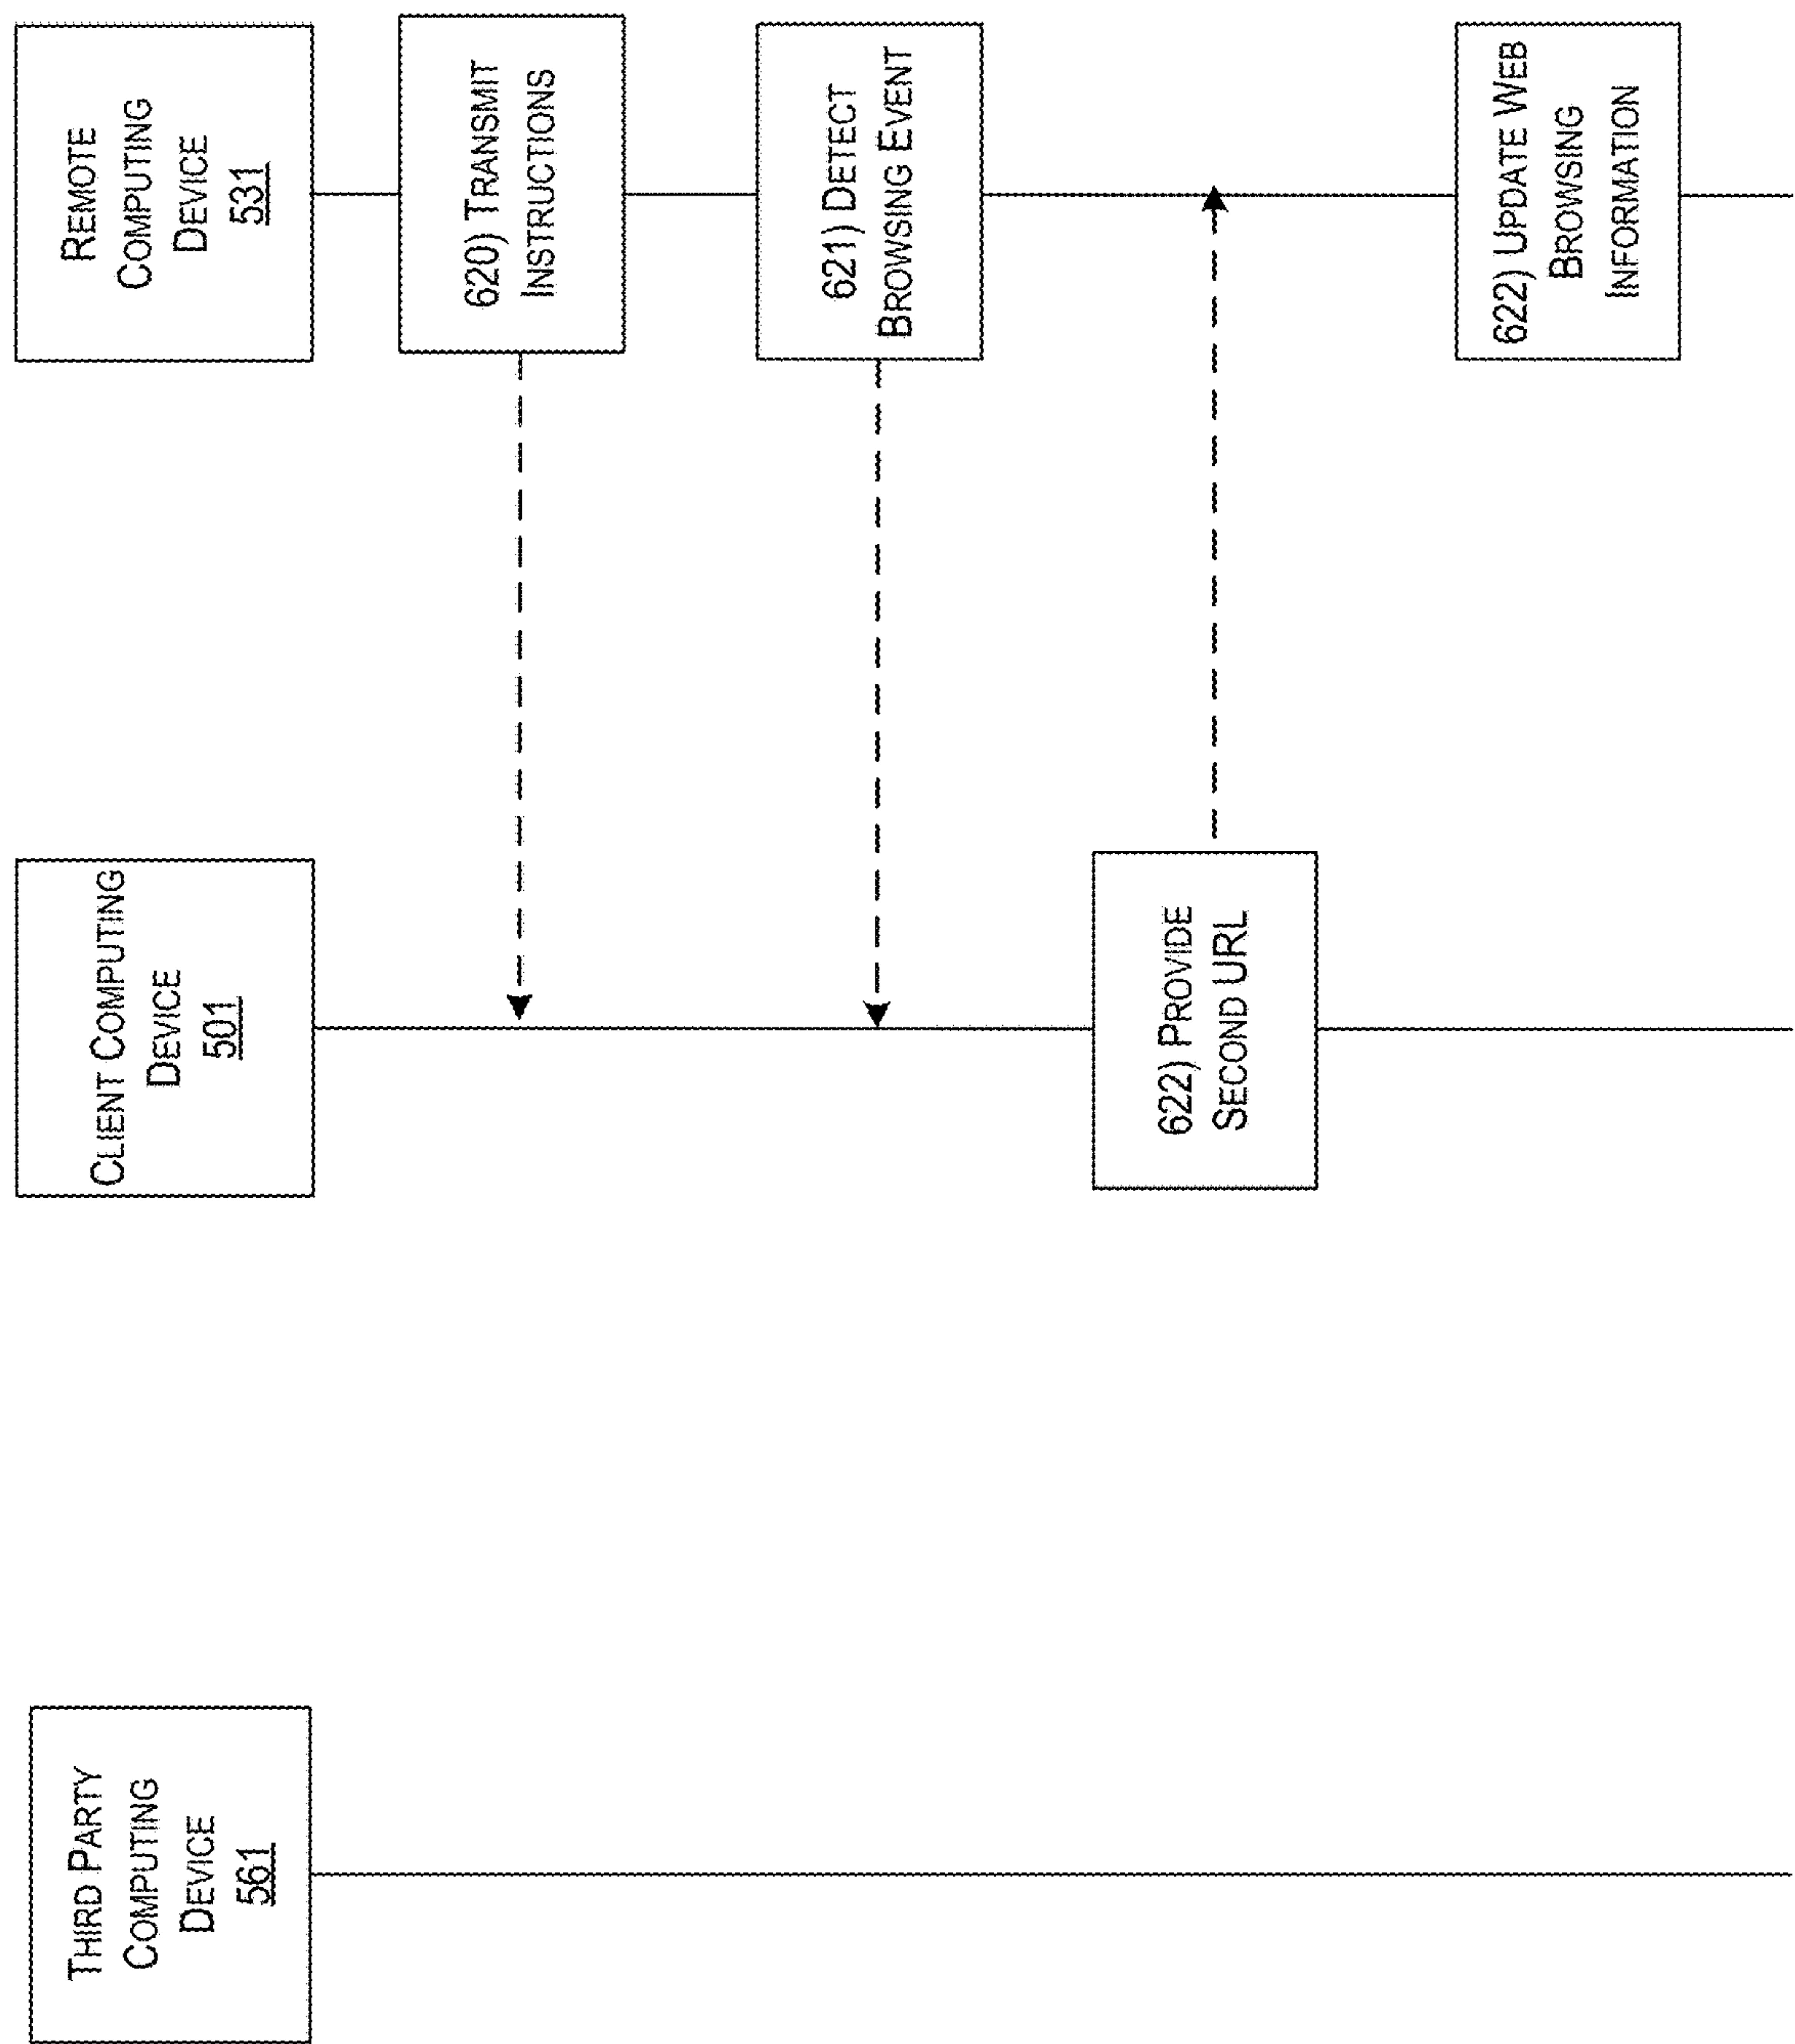 THIRD PARTY
COMPUTING
DEVICE
561
CLIENT COMPUTING
DEVICE
501
REMOTE
COMPUTING
DEVICE
531
620) TRANSMIT
INSTRUCTIONS
621) DETECT
BROWSING EVENT
622) PROVIDE
SECOND URL
622) UPDATE WEB
BROWSING
INFORMATION